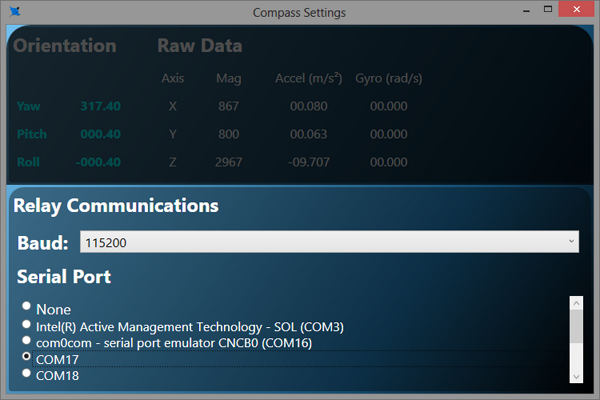 Compass Settings
Orientation Raw Data
Axis Mag Accel (m/s²) Gyro (rad/s)
Yaw 317.40 X 867 00.080 00.000
Pitch 000.40 Y 800 00.063 00.000
Roll -000.40 Z 2967 -09.707 00.000
Relay Communications
Baud: 115200
Serial Port
None
Intel(R) Active Management Technology - SOL (COM3)
com0com - serial port emulator CNCB0 (COM16)
COM17
COM18